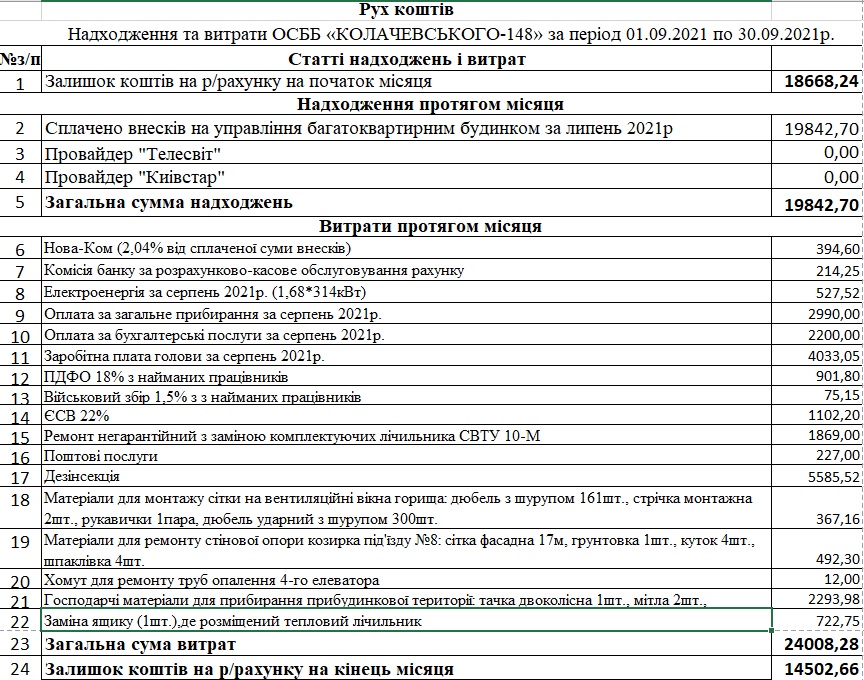 Рух коштів
Надходження та витрати ОСББ «КОЛАЧЕВСЬКОГО-148» за період 01.09.2021 по 30.09.2021р.
№з/п Статті надходжень і витрат
1 Залишок коштів на р/рахунку на початок місяця 18668,24
Надходження протягом місяця
2 Сплачено внесків на управління багатоквартирним будинком за липень 2021р 19842,70
3 Провайдер "Телесвіт" 0,00
4 Провайдер "Киівстар" 0,00
5 Загальна сумма надходжень 19842,70
Витрати протягом місяця
6 Нова-Ком (2,04% від сплаченої суми внесків) 394,60
7 Комісія банку за розрахунково-касове обслуговування рахунку 214,25
8 Електроенергія за серпень 2021р. (1,68*314кВт) 527,52
9 Оплата за загальне прибирання за серпень 2021р. 2990,00
10 Оплата за бухгалтерські послуги за серпень 2021р. 2200,00
11 Заробітна плата голови за серпень 2021р. 4033,05
12 ПДФО 18% з найманих працівників 901,80
13 Військовий збір 1,5% з з найманих працівників 75,15
14 ЄСВ 22% 1102,20
15 Ремонт негарантійний з заміною комплектуючих лічильника СВТУ 10-М 1869,00
16 Поштові послуги 227,00
17 Дезінсекція 5585,52
18 Матеріали для монтажу сітки на вентиляційні вікна горища: дюбель з шурупом 161шт., стрічка монтажна
2шт., рукавички 1пара, дюбель ударний з шурупом 300шт. 367,16
19 Матеріали для ремонту стінової опори козирка під'їзду №8: сітка фасадна 17м, грунтовка 1шт., куток 4шт.,
шпаклівка 4шт. 492,30
20 Хомут для ремонту труб опалення 4-го елеватора 12,00
21 Господарчі матеріали для прибирання прибудинкової території: тачка двоколісна 1шт., мітла 2шт., 2293,98
22 Заміна ящику (1шт.),де розміщений тепловий лічильник 722,75
23 Загальна сума витрат 24008,28
24 Залишок коштів на р/рахунку на кінець місяця 14502,66